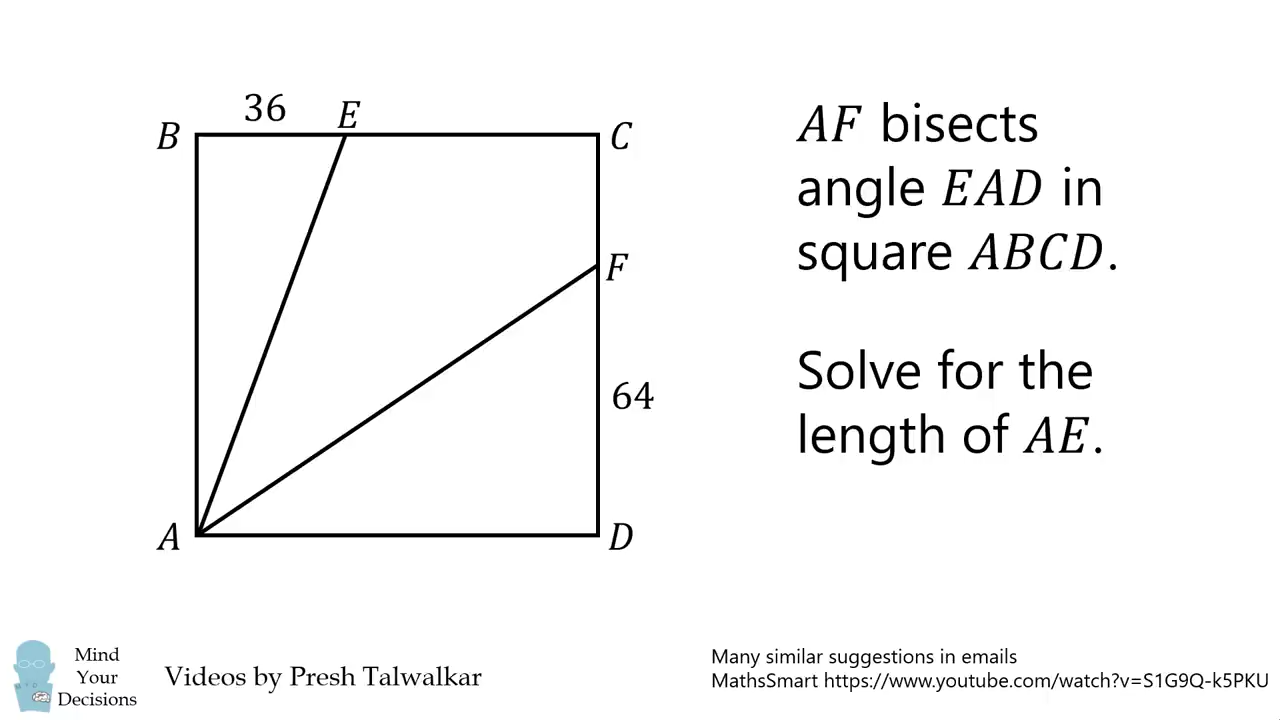 36
B
E
C
F
64
A
D
AF bisects
angle EAD in
square ABCD.
Solve for the
length of AE.
Mind
Your
Decisions
Videos by Presh Talwalkar
Many similar suggestions in emails
MathsSmart https://www.youtube.com/watch?v=S1G9Q-k5PKU